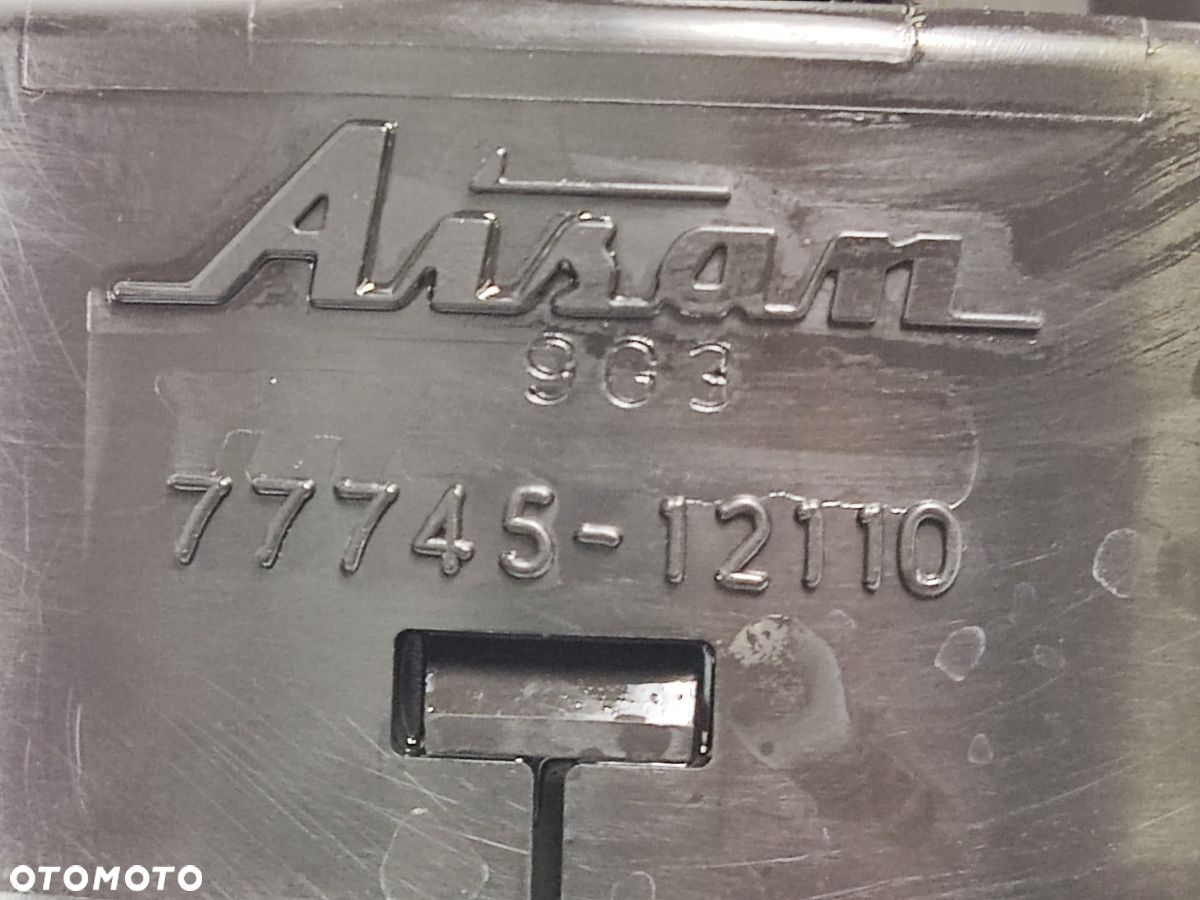 Aisan
9G3
77745-12110
OTOMOTO